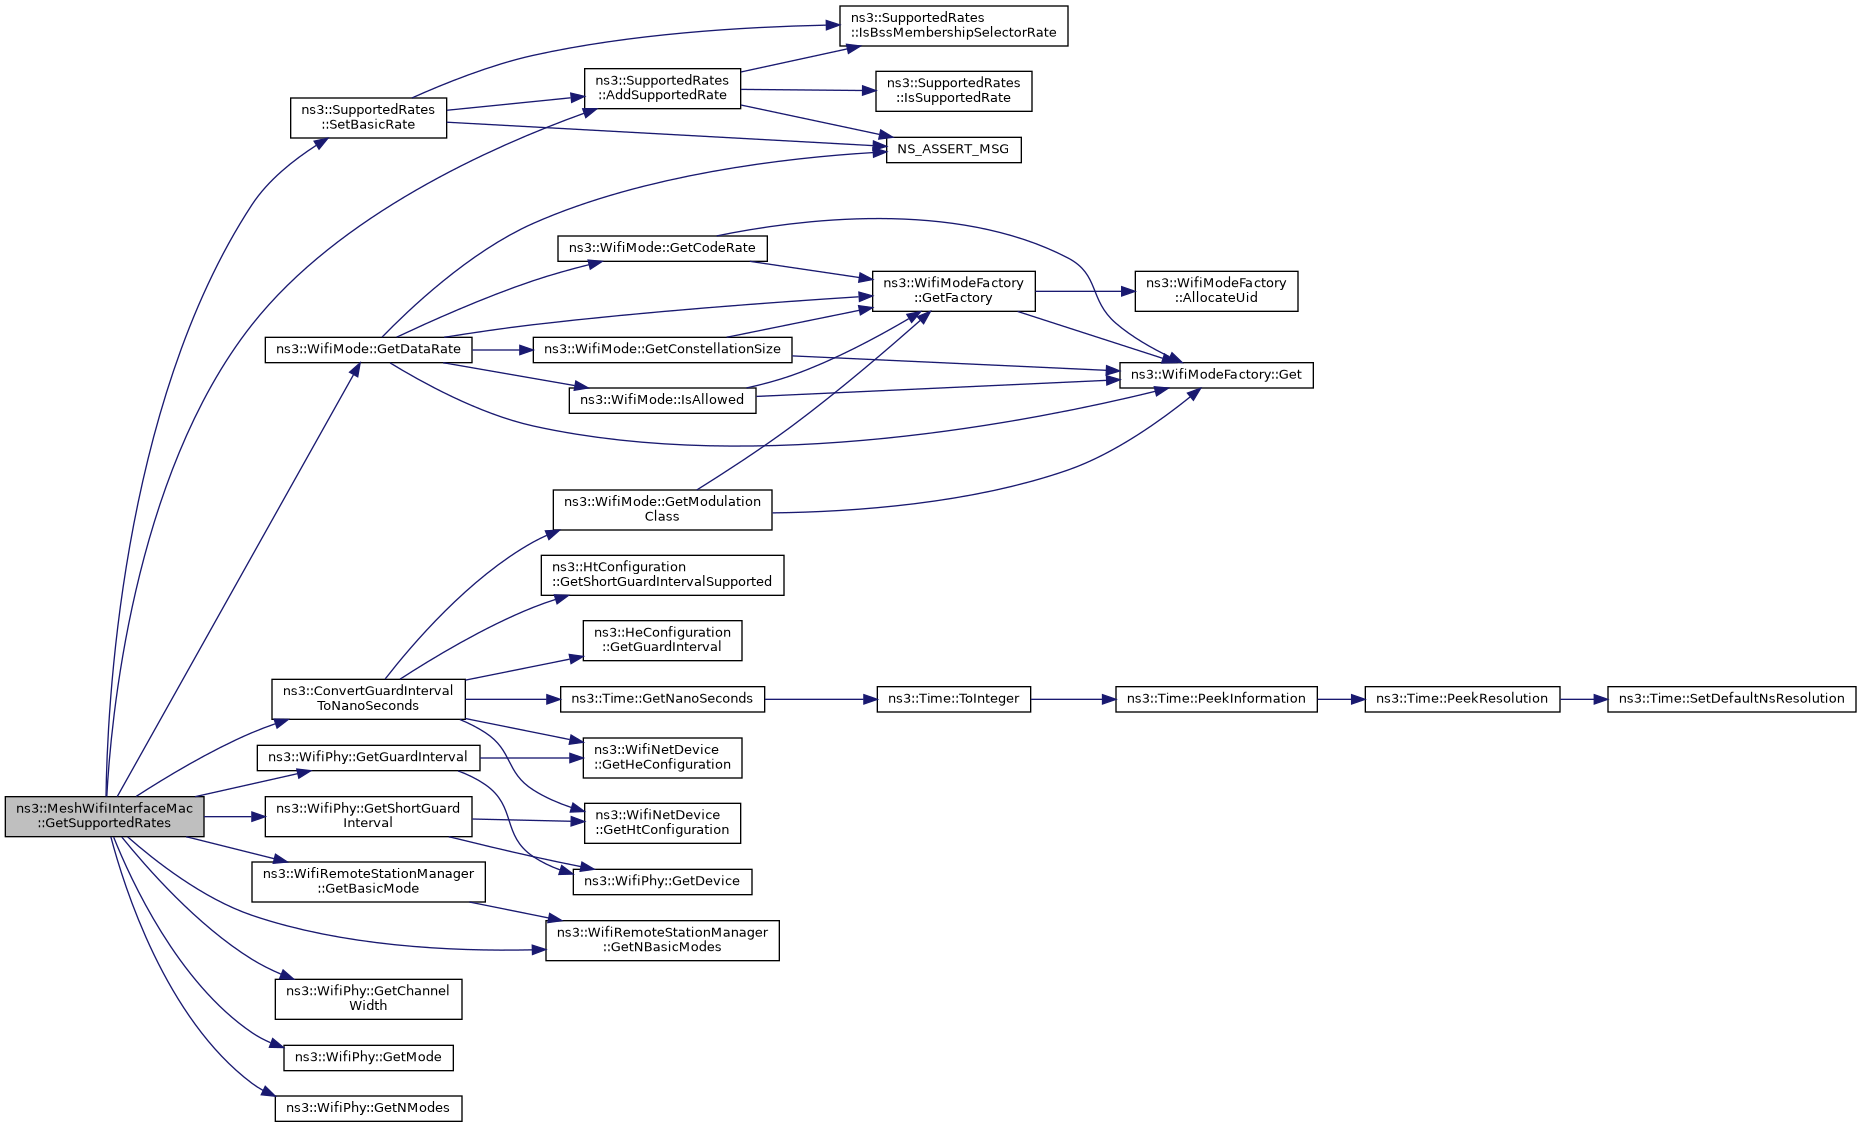 ns3::SupportedRates
::IsBssMembershipSelectorRate
ns3::SupportedRates
::AddSupportedRate
ns3::SupportedRates
::IsSupportedRate
ns3::SupportedRates
::SetBasicRate
NS_ASSERT_MSG
ns3::WifiMode::GetCodeRate
ns3::WifiModeFactory
::GetFactory
ns3::WifiModeFactory
::AllocateUid
ns3::WifiMode::GetDataRate
ns3::WifiMode::GetConstellationSize
ns3::WifiModeFactory::Get
ns3::WifiMode::IsAllowed
ns3::WifiMode::GetModulation
Class
ns3::HtConfiguration
::GetShortGuardIntervalSupported
ns3::HeConfiguration
::GetGuardInterval
ns3::ConvertGuardInterval
ToNanoSeconds
ns3::Time::GetNanoSeconds
ns3::Time::ToInteger
ns3::Time::PeekInformation
ns3::Time::PeekResolution
ns3::Time::SetDefaultNsResolution
ns3::WifiPhy::GetGuardInterval
ns3::WifiNetDevice
::GetHeConfiguration
ns3::MeshWifiInterfaceMac
::GetSupportedRates
ns3::WifiPhy::GetShortGuard
Interval
ns3::WifiNetDevice
::GetHtConfiguration
ns3::WifiRemoteStationManager
::GetBasicMode
ns3::WifiPhy::GetDevice
ns3::WifiRemoteStationManager
::GetNBasicModes
ns3::WifiPhy::GetChannel
Width
ns3::WifiPhy::GetMode
ns3::WifiPhy::GetNModes